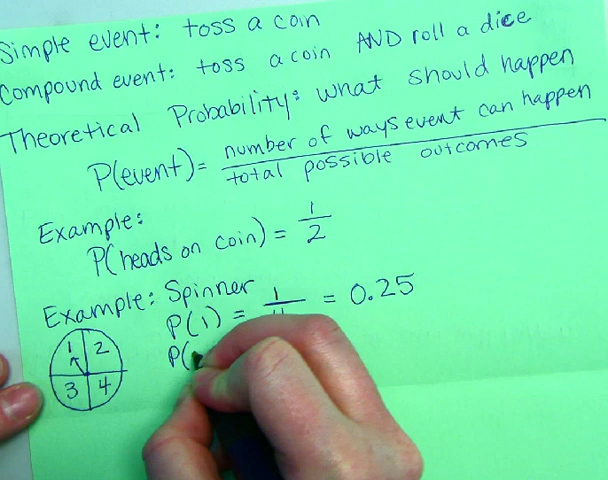 Simple event: toss a coin
Compound event: toss a coin AND roll a dice
Theoretical Probability: what should happen
P(event) = number of ways event can happen
total possible outcomes
Example:
P(heads on coin) = 1
2
Example: Spinner
P(1) = 1 = 0.25
P(
1 2
3 4